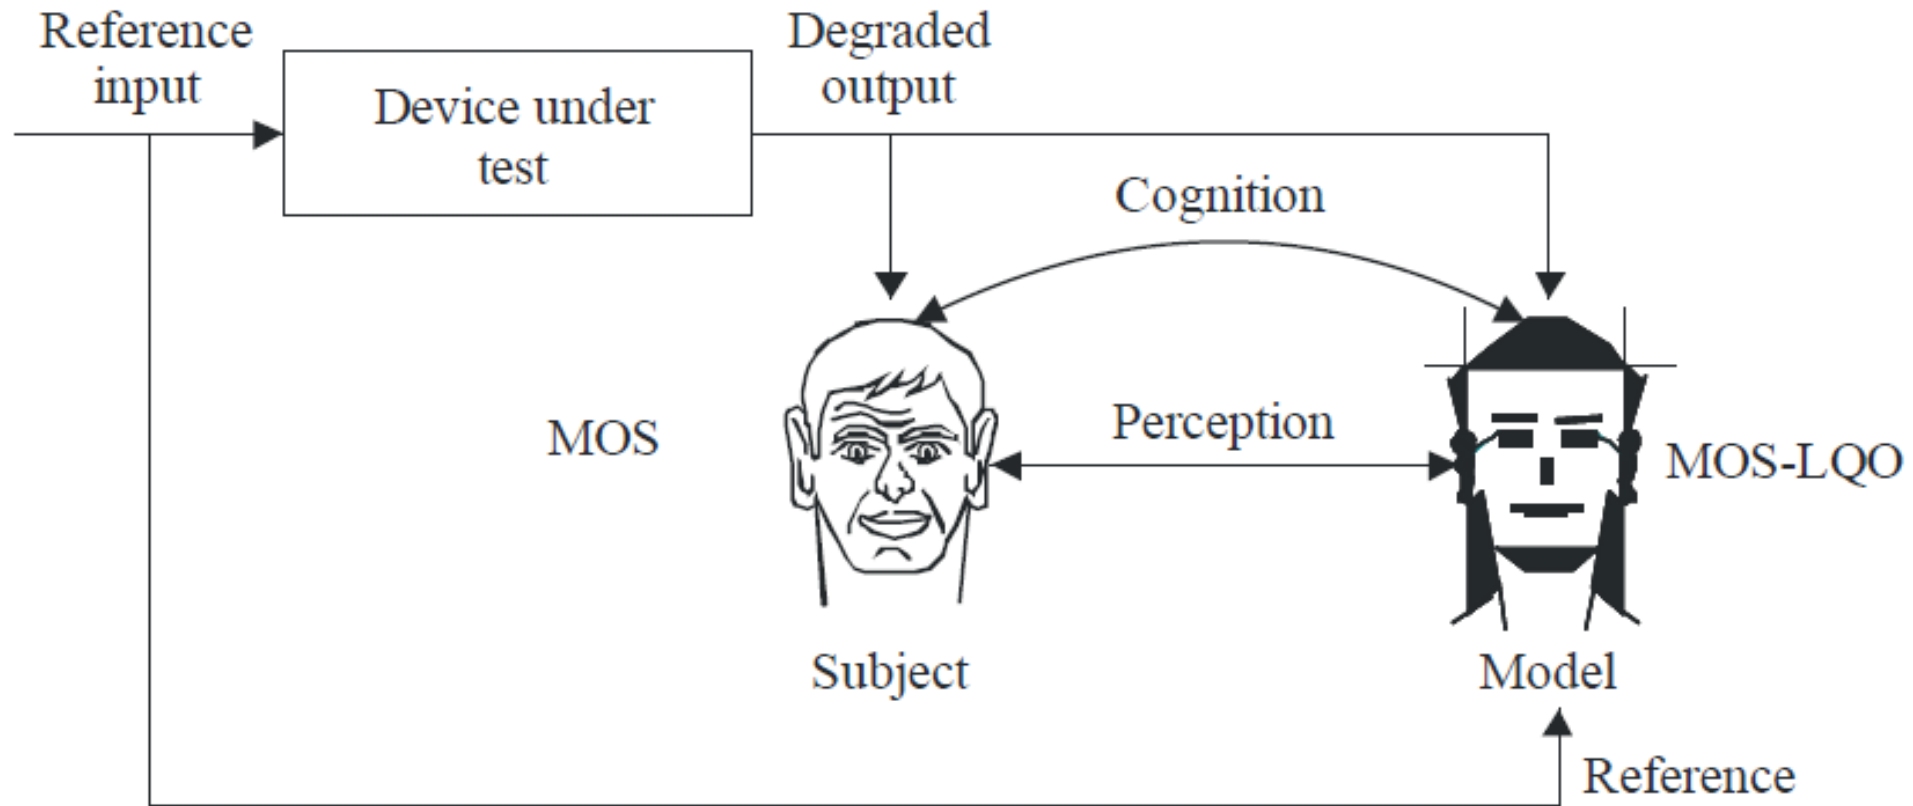 Reference
input
Device under
test
Degraded
output
Cognition
Perception
MOS
MOS-LQO
Subject
Model
Reference